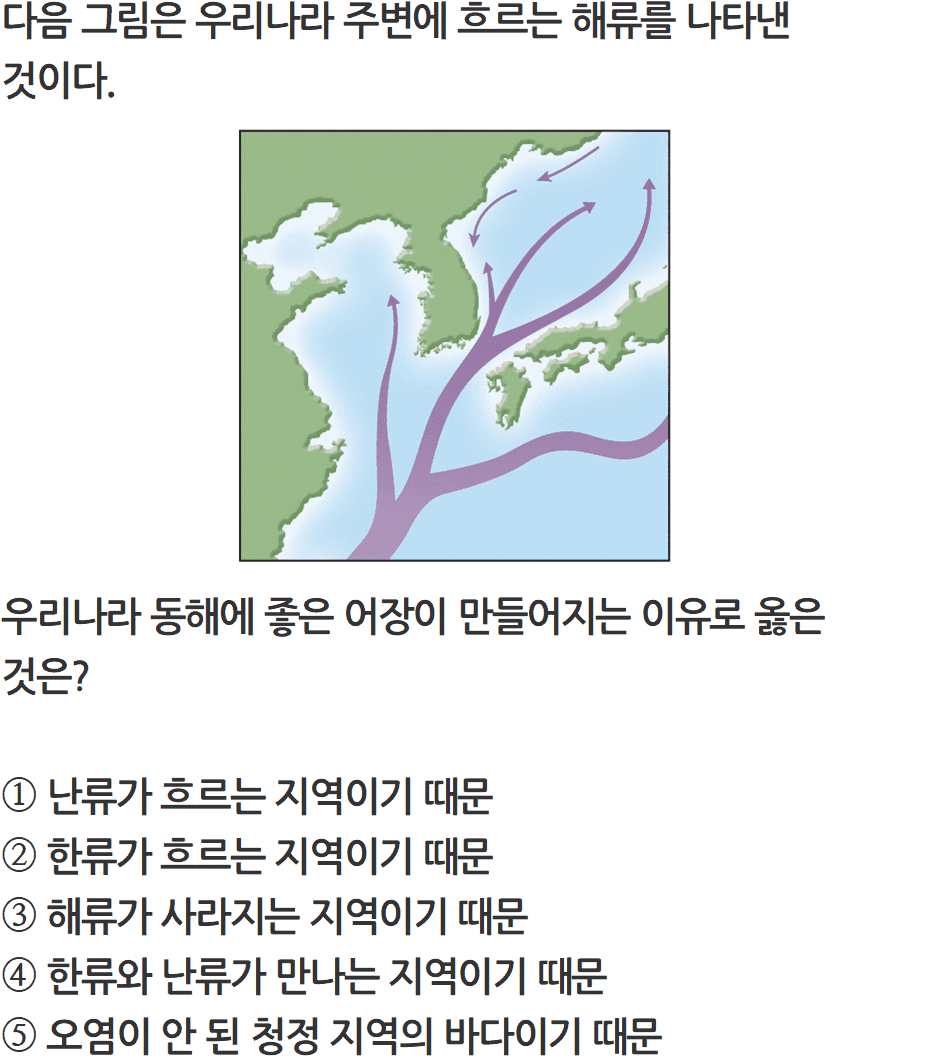 다음 그림은 우리나라 주변에 흐르는 해류를 나타낸
것이다.
우리나라 동해에 좋은 어장이 만들어지는 이유로 옳은
것은?
① 난류가 흐르는 지역이기 때문
② 한류가 흐르는 지역이기 때문
③ 해류가 사라지는 지역이기 때문
④ 한류와 난류가 만나는 지역이기 때문
⑤ 오염이 안 된 청정 지역의 바다이기 때문